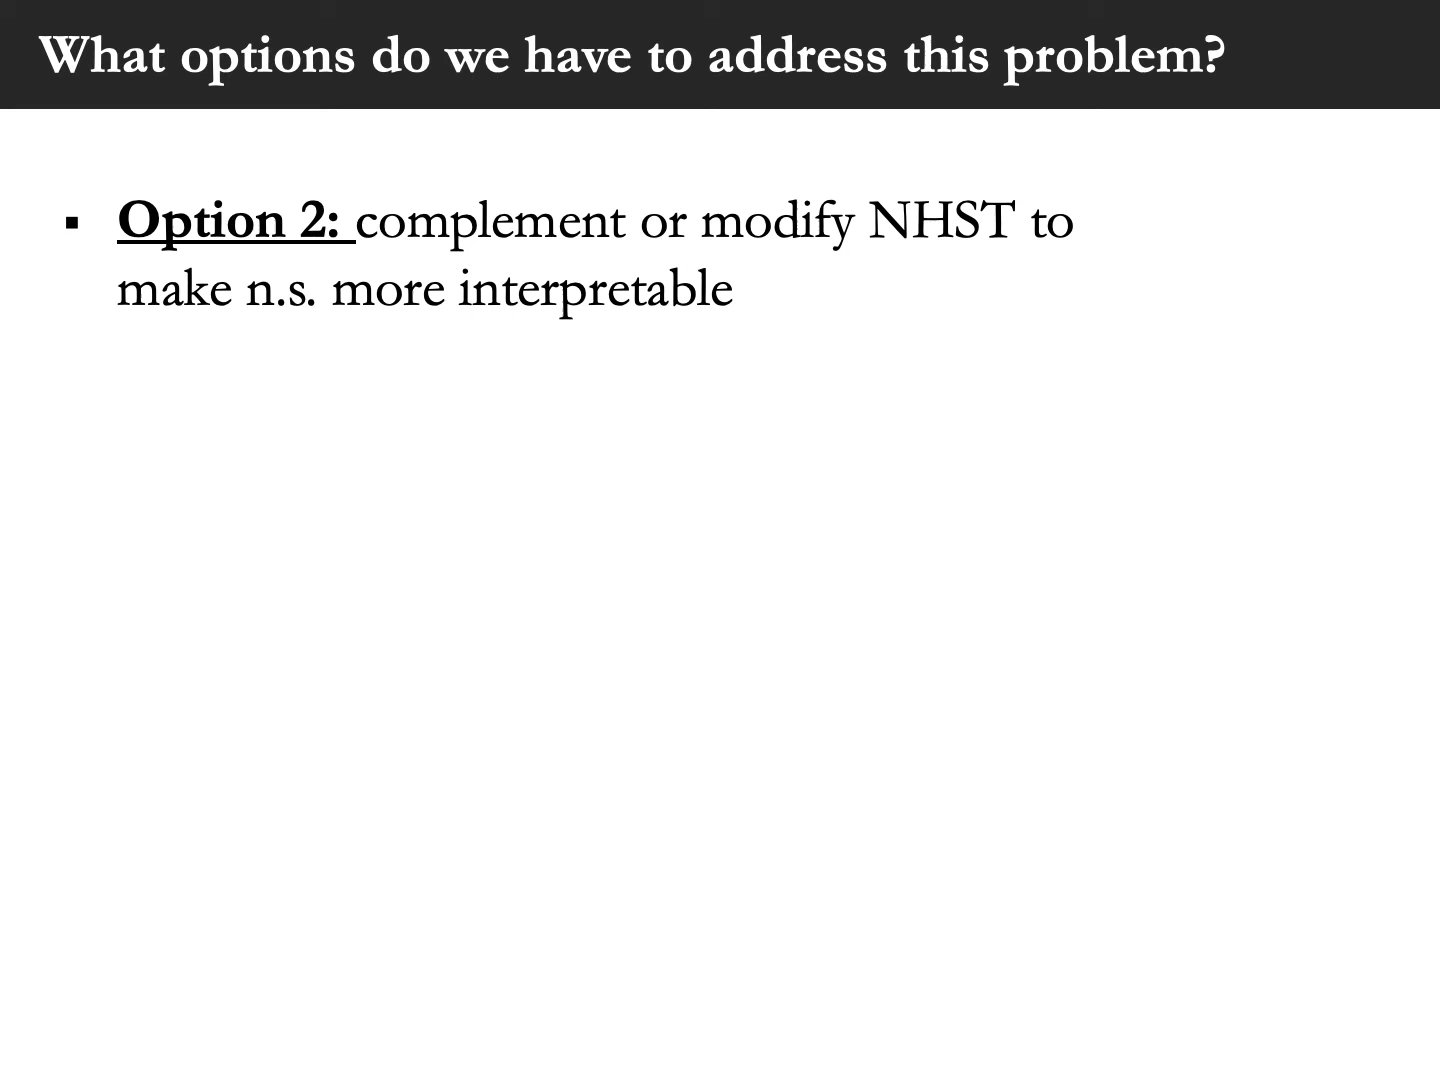 What options do we have to address this problem?
▪ Option 2: complement or modify NHST to
make n.s. more interpretable